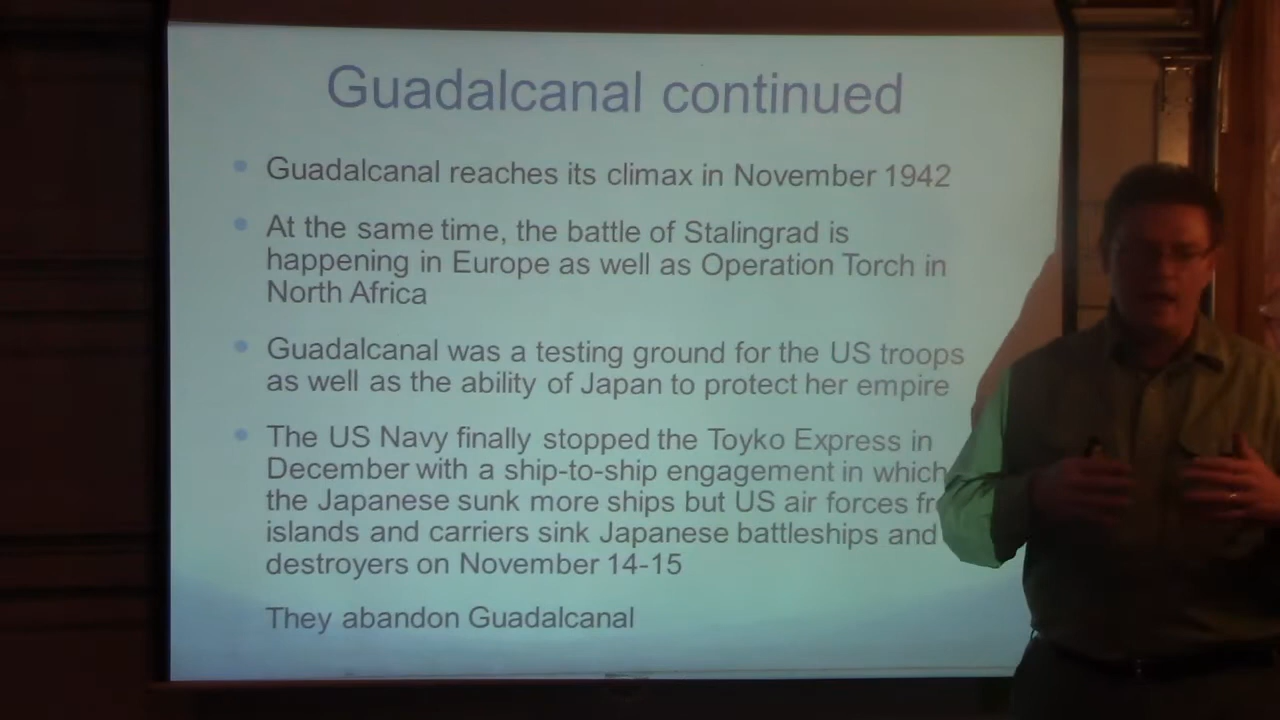 Guadalcanal continued
Guadalcanal reaches its climax in November 1942
At the same time, the battle of Stalingrad is
happening in Europe as well as Operation Torch in
North Africa
Guadalcanal was a testing ground for the US troops
as well as the ability of Japan to protect her empire
The US Navy finally stopped the Toyko Express in
December with a ship-to-ship engagement in which
the Japanese sunk more ships but US air forces
islands and carriers sink Japanese battleships and
destroyers on November 14-15
They abandon Guadalcanal